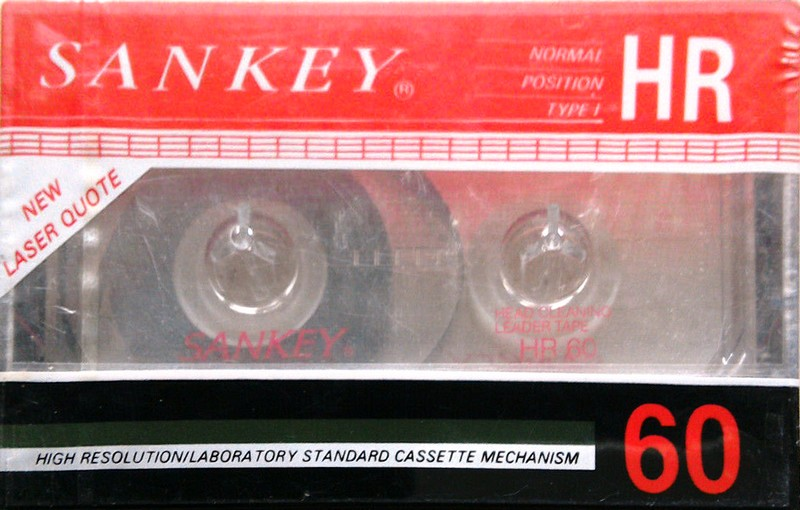 SANKEY®
NORMAL
POSITION
TYPE I
HR
NEW
LASER QUOTE
SANKEY®
HEAD CLEANING
LEADER TAPE
HR 60
HIGH RESOLUTION/LABORATORY STANDARD CASSETTE MECHANISM
60